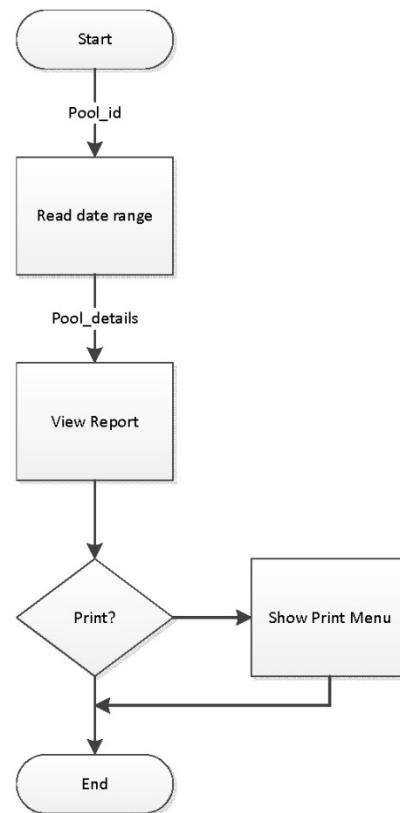 Start
Pool_id
Read date range
Pool_details
View Report
Print?
Show Print Menu
End